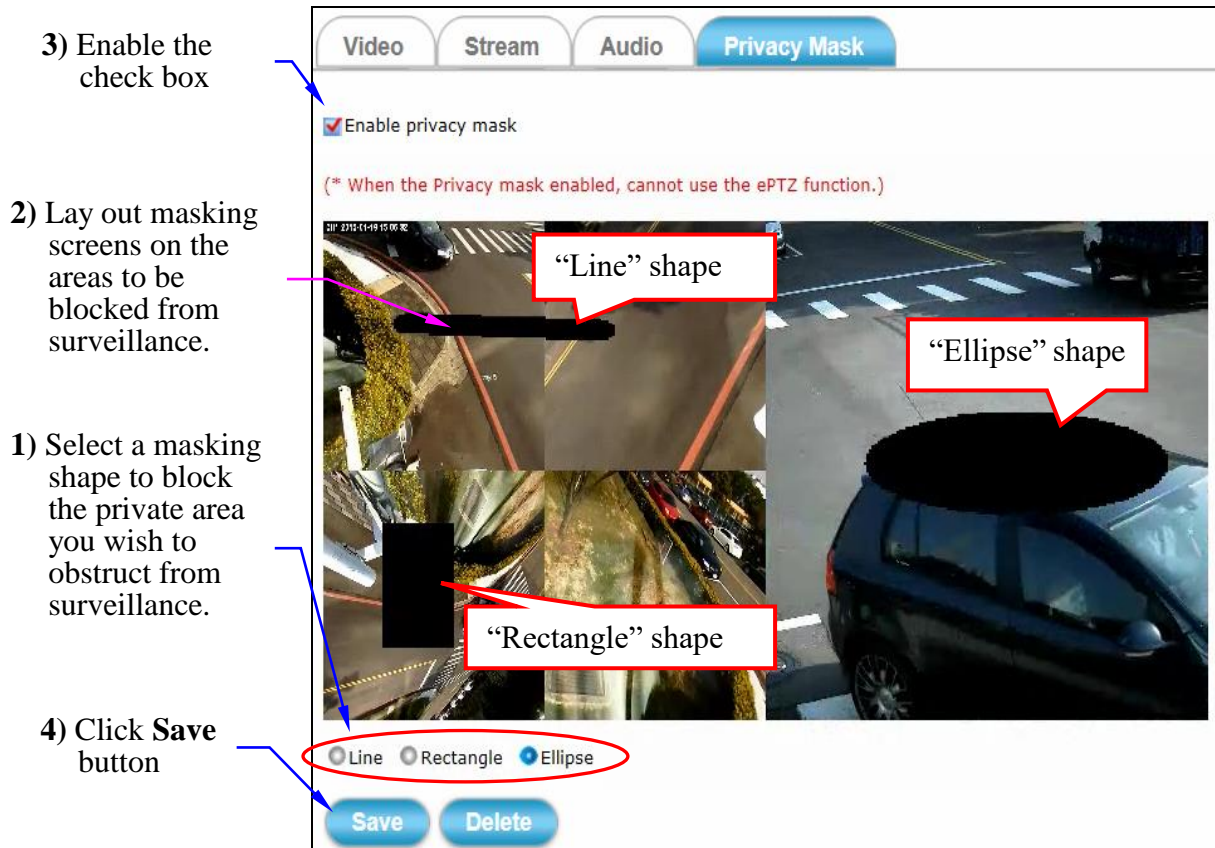 3) Enable the
check box
Video
Stream
Audio
Privacy Mask
Enable privacy mask
(* When the Privacy mask enabled, cannot use the ePTZ function.)
2) Lay out masking
screens on the
areas to be
blocked from
surveillance.
“Line” shape
“Ellipse” shape
1) Select a masking
shape to block
the private area
you wish to
obstruct from
surveillance.
“Rectangle” shape
4) Click Save
button
Line
Rectangle
Ellipse
Save
Delete